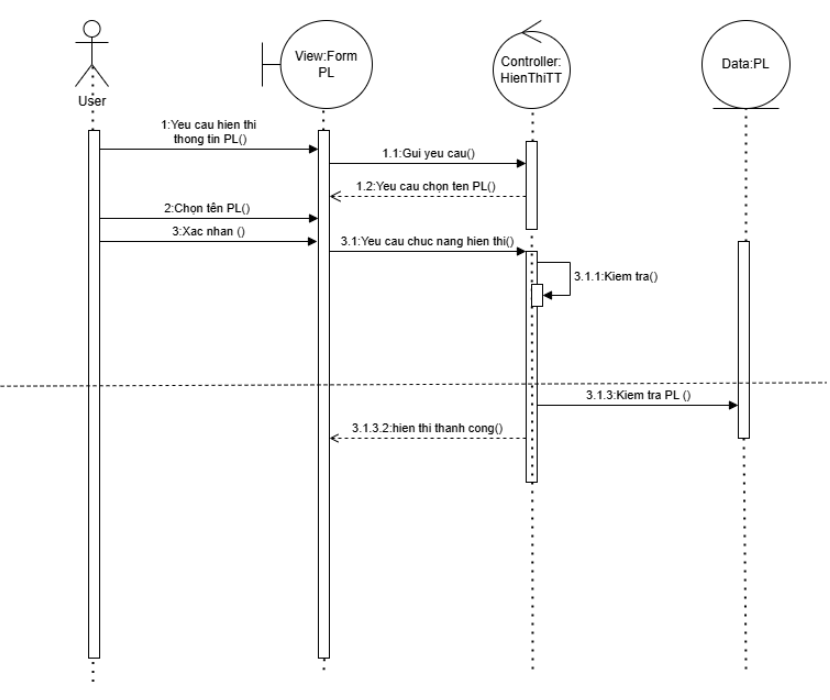 View:Form
PL
Controller:
HienThiTT
Data:PL
User
1:Yeu cau hien thi
thong tin PL()
1.1:Gui yeu cau()
1.2:Yeu cau chọn ten PL()
2:Chọn tên PL()
3:Xac nhan ()
3.1:Yeu cau chuc nang hien thi()
3.1.1:Kiem tra()
3.1.3:Kiem tra PL ()
3.1.3.2:hien thi thanh cong()